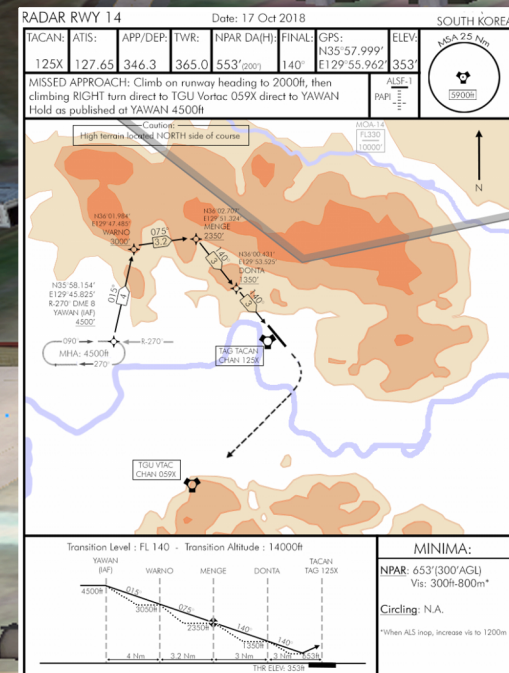 RADAR RWY 14
Date: 17 Oct 2018
SOUTH KOREA
TACAN:
125X
ATIS:
127.65
APP/DEP:
346.3
TWR:
365.0
NPAR DA(H):
553'(200')
FINAL:
140°
GPS:
N35°57.999'
E129°55.962'
ELEV:
353'
MSA 25 Nm
5900ft
MISSED APPROACH: Climb on runway heading to 2000ft, then
climbing RIGHT turn direct to TGU Vortac 059X direct to YAWAN
Hold as published at YAWAN 4500ft
ALSF-1
PAPI
Caution:
High terrain located NORTH side of course
MOA-14
FL330
10000'
N
N36°01.984'
E129°47.485'
WARNO
3000'
075°
3.2
N36°02.707'
E129°51.324'
MENGE
2350'
140°
3
N36°00.431'
E129°53.525'
DONTA
1350'
140°
3
015°
4
N35°58.154'
E129°45.825'
R-270° DME 8
YAWAN (IAF)
4500'
090°
R-270°
MHA: 4500ft
270°
TAG TACAN
CHAN 125X
TGU VTAC
CHAN 059X
Transition Level : FL 140 - Transition Altitude : 14000ft
YAWAN
(IAF)
WARNO
MENGE
DONTA
TACAN
TAG 125X
4500ft
015°
3050ft
075°
2350ft
140°
1350ft
140°
653ft
4 Nm
3.2 Nm
3 Nm
3 Nm
THR ELEV: 353ft
MINIMA:
NPAR: 653'(300'AGL)
Vis: 300ft-800m*
Circling: N.A.
*When ALS inop, increase vis to 1200m